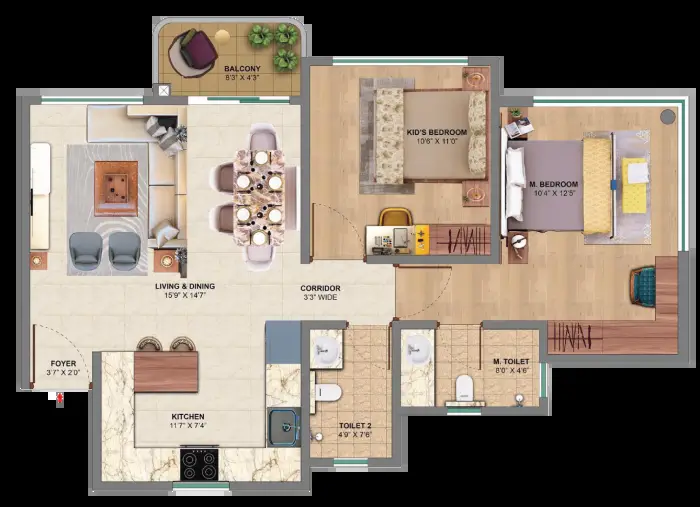 BALCONY
8'3" X 4'3"
KID'S BEDROOM
10'6" X 11'0"
M. BEDROOM
10'4" X 12'5"
LIVING & DINING
15'9" X 14'7"
CORRIDOR
3'3" WIDE
FOYER
3'7" X 2'0"
M. TOILET
8'0" X 4'6"
KITCHEN
11'7" X 7'4"
TOILET 2
4'9" X 7'6"